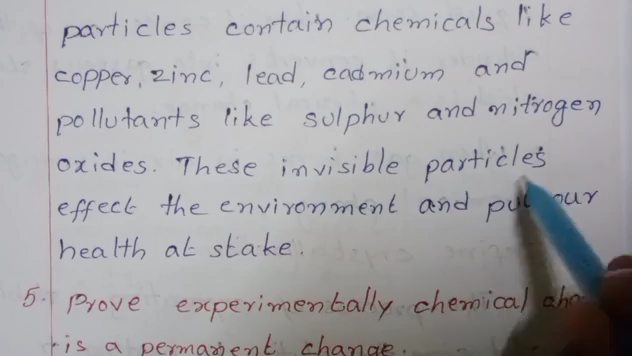 particles contain chemicals like
copper, zinc, lead, cadmium and
pollutants like sulphur and nitrogen
oxides. These invisible particles
effect the environment and our
health at stake.
5. Prove experimentally chemical
is a permanent change.